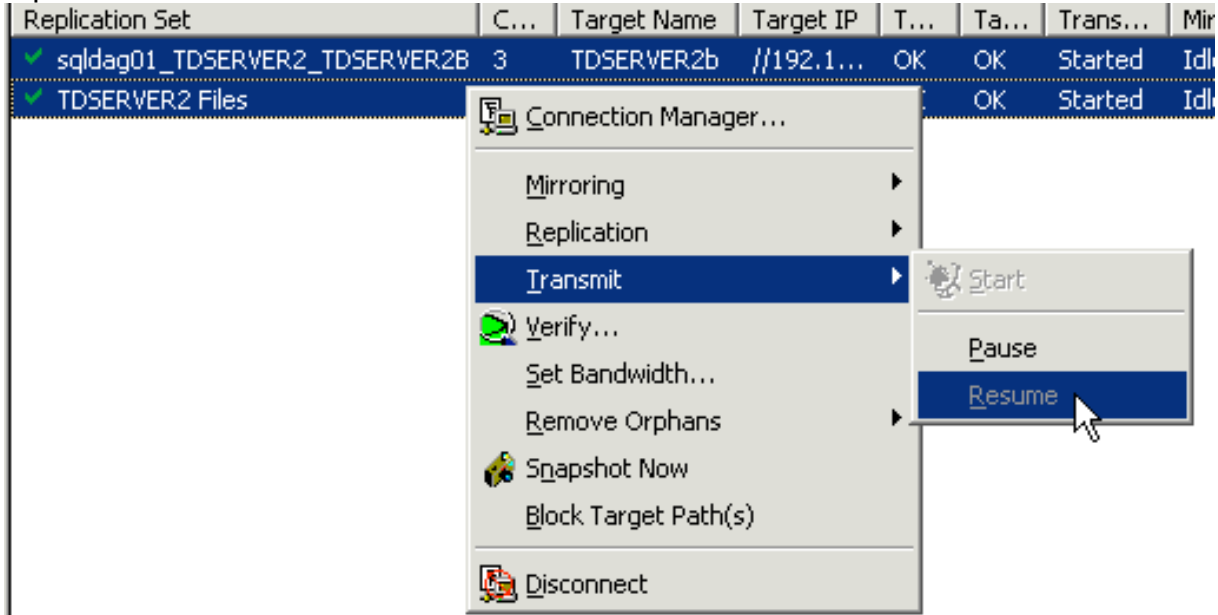 Replication Set C... Target Name Target IP T... Ta... Trans... Mir
sqldag01_TDSERVER2_TDSERVER2B 3 TDSERVER2b //192.1... OK OK Started Idl
TDSERVER2 Files OK Started Idl
Connection Manager...
Mirroring
Replication
Transmit
Start
Verify...
Pause
Set Bandwidth...
Resume
Remove Orphans
Snapshot Now
Block Target Path(s)
Disconnect